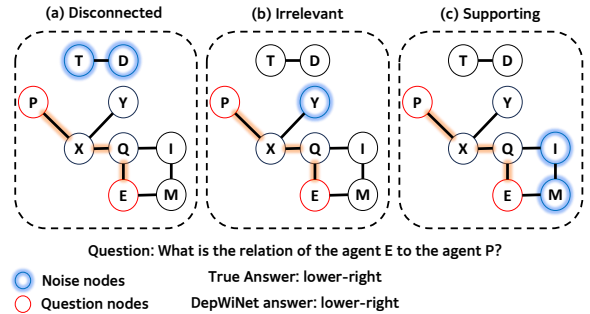 (a) Disconnected (b) Irrelevant (c) Supporting
T D T D T D
P Y P Y P Y
X Q I X Q I X Q I
E M E M E M
Question: What is the relation of the agent E to the agent P?
Noise nodes True Answer: lower-right
Question nodes DepWiNet answer: lower-right